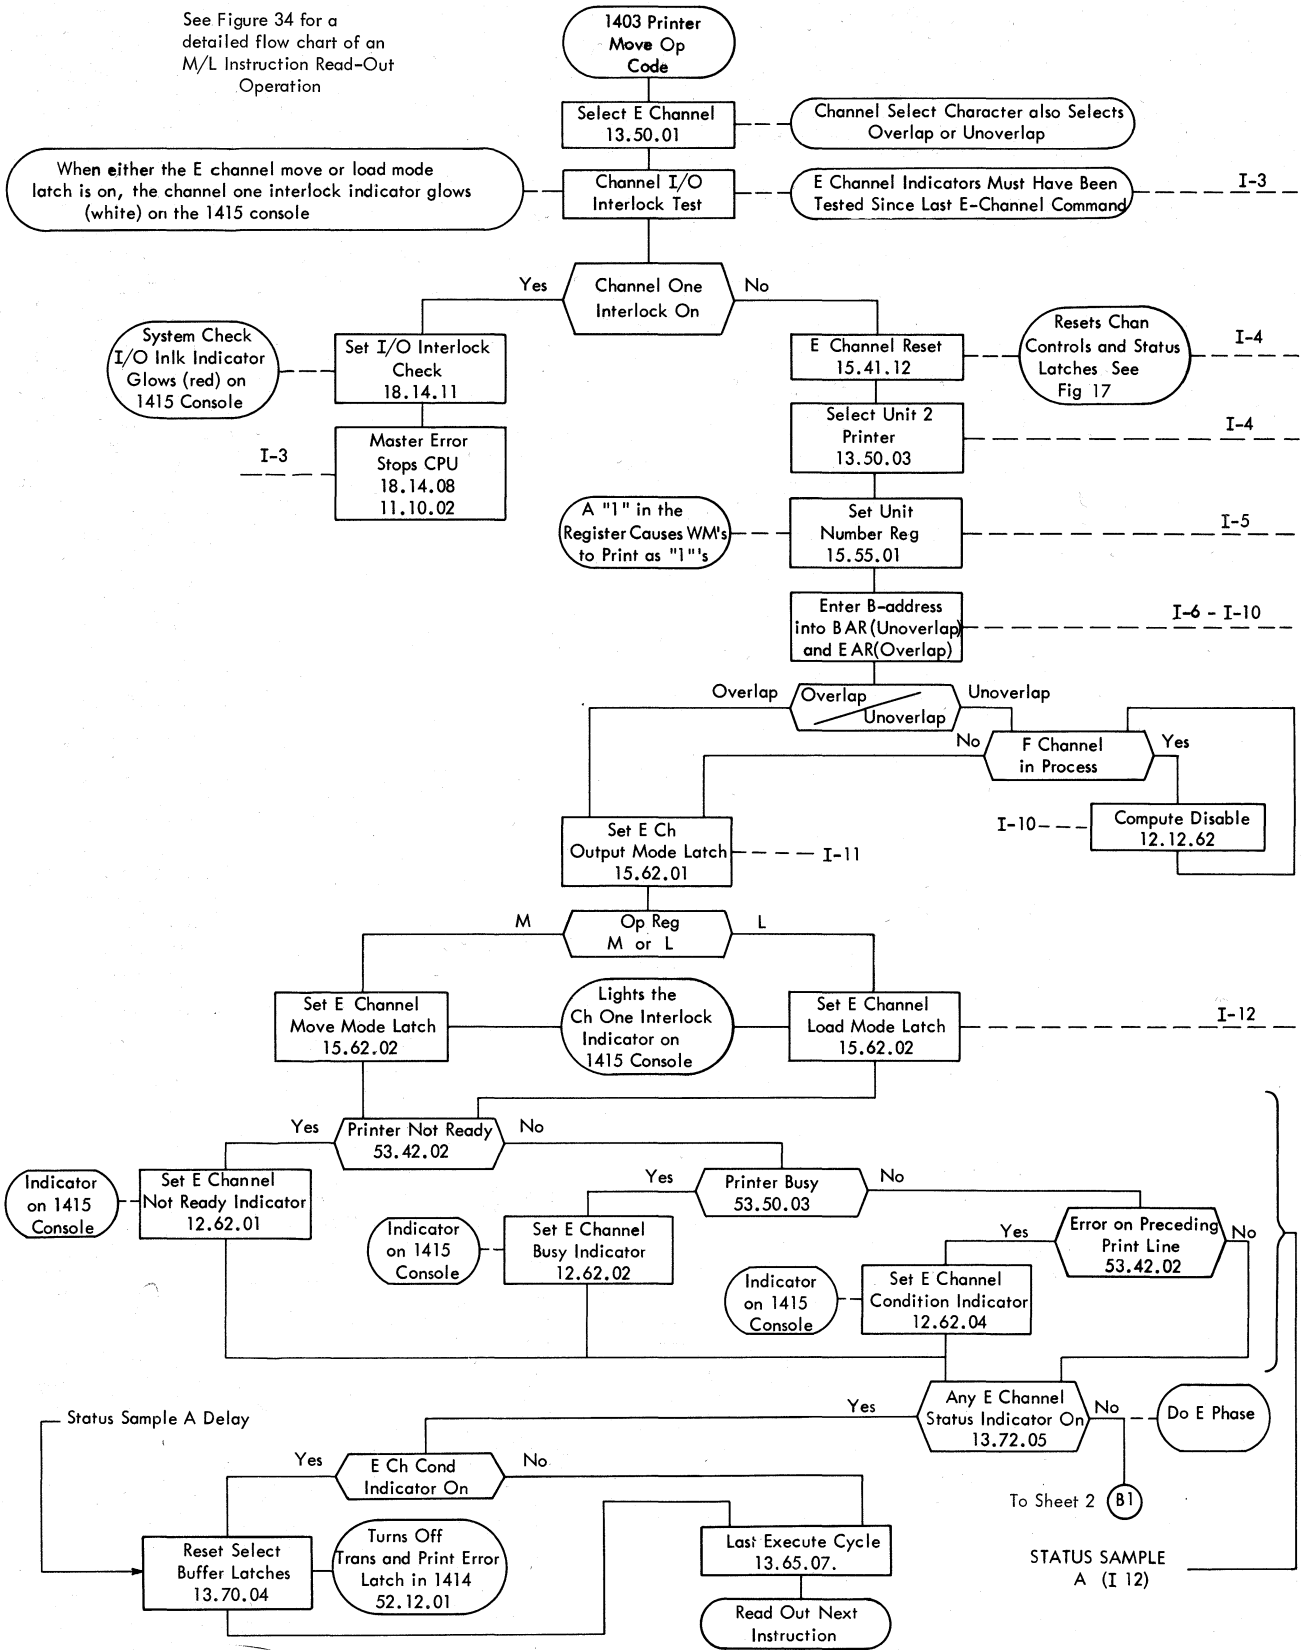 See Figure 34 for a
detailed flow chart of an
M/L Instruction Read-Out
Operation
1403 Printer
Move Op
Code
Select E Channel
13.50.01
Channel Select Character also Selects
Overlap or Unoverlap
When either the E channel move or load mode
latch is on, the channel one interlock indicator glows
(white) on the 1415 console
Channel I/O
Interlock Test
E Channel Indicators Must Have Been
Tested Since Last E-Channel Command
I-3
Yes
Channel One
Interlock On
No
System Check
I/O Inlk Indicator
Glows (red) on
1415 Console
Set I/O Interlock
Check
18.14.11
E Channel Reset
15.41.12
Resets Chan
Controls and Status
Latches See
Fig 17
I-4
I-3
Master Error
Stops CPU
18.14.08
11.10.02
Select Unit 2
Printer
13.50.03
I-4
A "1" in the
Register Causes WM's
to Print as "1"'s
Set Unit
Number Reg
15.55.01
I-5
Enter B-address
into BAR (Unoverlap)
and EAR (Overlap)
I-6 - I-10
Overlap
Overlap
Unoverlap
Unoverlap
No
F Channel
in Process
Yes
I-10
Compute Disable
12.12.62
Set E Ch
Output Mode Latch
15.62.01
I-11
M
Op Reg
M or L
L
Set E Channel
Move Mode Latch
15.62.02
Lights the
Ch One Interlock
Indicator on
1415 Console
Set E Channel
Load Mode Latch
15.62.02
I-12
Yes
Printer Not Ready
53.42.02
No
Indicator
on 1415
Console
Set E Channel
Not Ready Indicator
12.62.01
Yes
Printer Busy
53.50.03
No
Indicator
on 1415
Console
Set E Channel
Busy Indicator
12.62.02
Yes
Error on Preceding
Print Line
53.42.02
No
Indicator
on 1415
Console
Set E Channel
Condition Indicator
12.62.04
Status Sample A Delay
Yes
Any E Channel
Status Indicator On
13.72.05
No
Do E Phase
Yes
E Ch Cond
Indicator On
No
To Sheet 2
B1
Reset Select
Buffer Latches
13.70.04
Turns Off
Trans and Print Error
Latch in 1414
52.12.01
Last Execute Cycle
13.65.07.
STATUS SAMPLE
A (I 12)
Read Out Next
Instruction